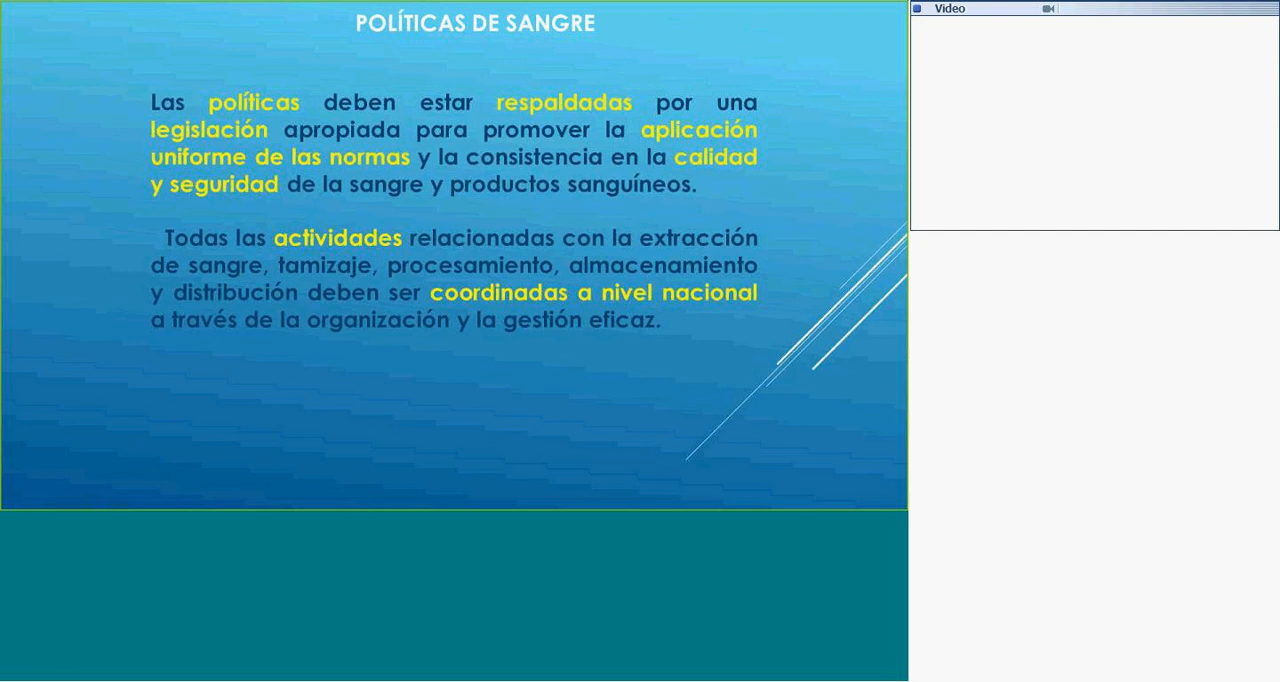 POLÍTICAS DE SANGRE
Las políticas deben estar respaldadas por una
legislación apropiada para promover la aplicación
uniforme de las normas y la consistencia en la calidad
y seguridad de la sangre y productos sanguíneos.
Todas las actividades relacionadas con la extracción
de sangre, tamizaje, procesamiento, almacenamiento
y distribución deben ser coordinadas a nivel nacional
a través de la organización y la gestión eficaz.
Video